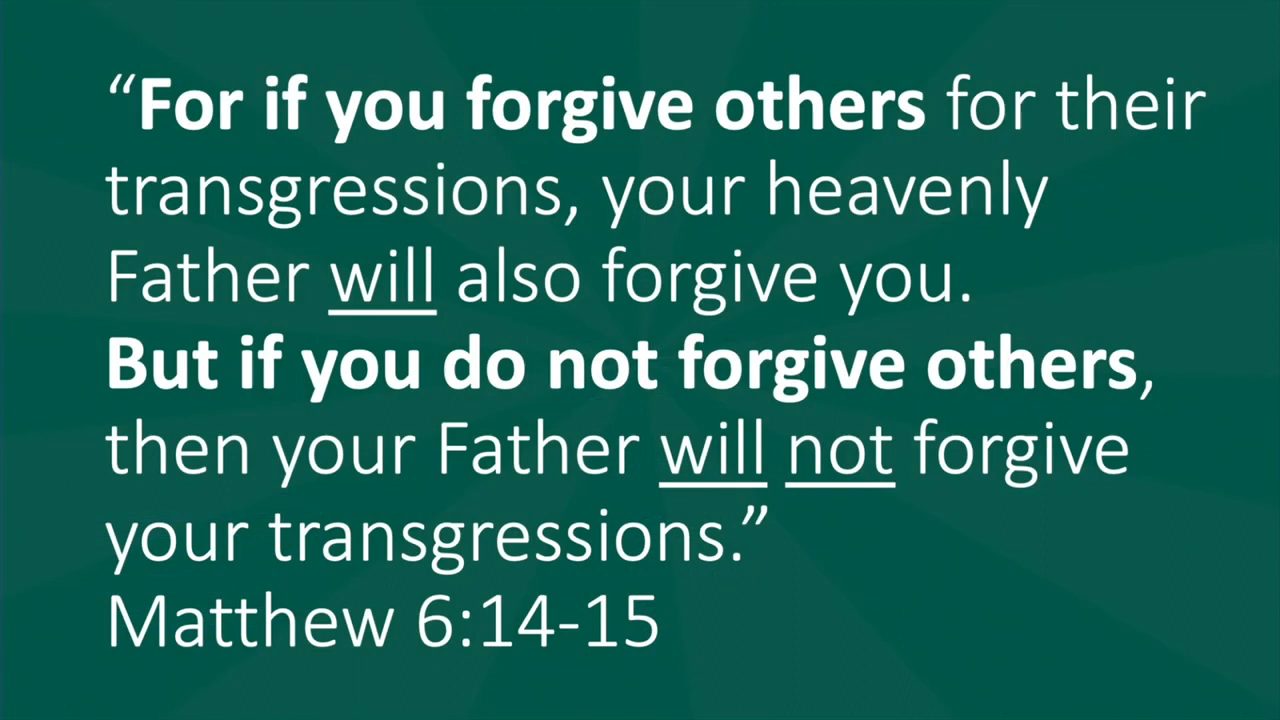 “For if you forgive others for their
transgressions, your heavenly
Father will also forgive you.
But if you do not forgive others,
then your Father will not forgive
your transgressions.”
Matthew 6:14-15